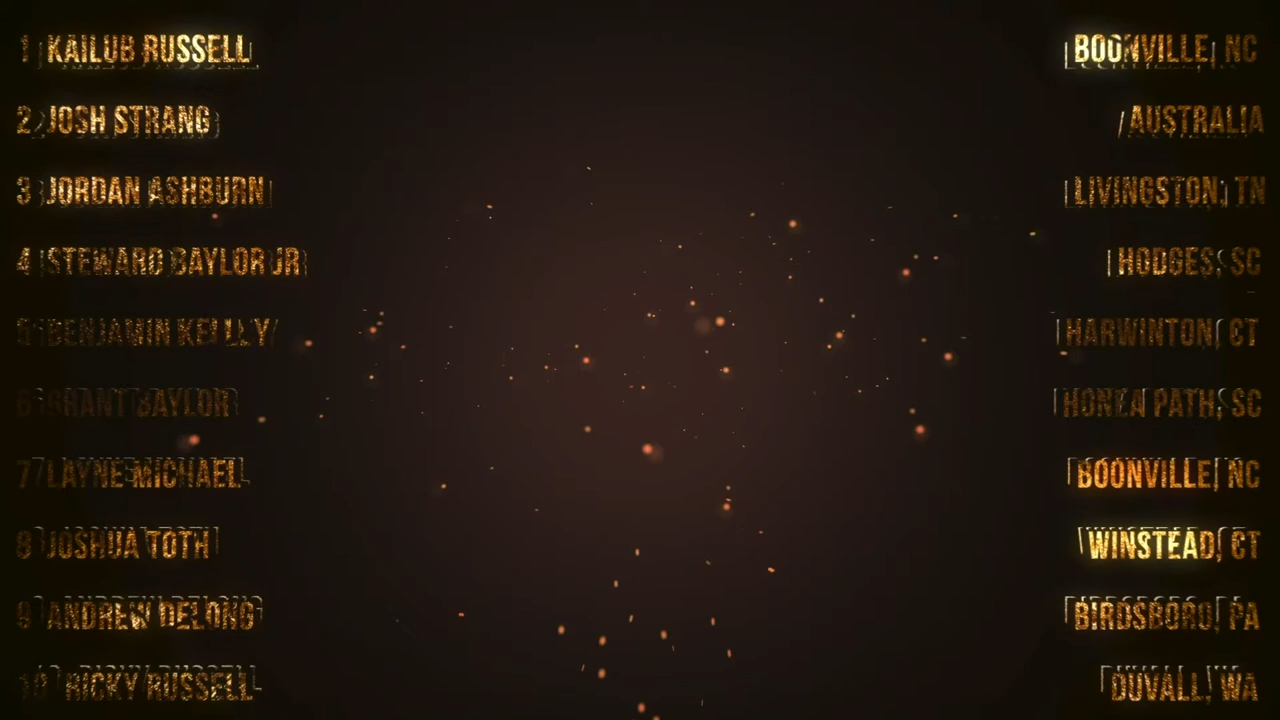 1 KAILUB RUSSELL BOONVILLE, NC
2 JOSH STRANG AUSTRALIA
3 JORDAN ASHBURN LIVINGSTON, TN
4 STEWARD BAYLOR JR HODGES, SC
5 BENJAMIN KELLEY HARWINTON, CT
6 GRANT BAYLOR HONEA PATH, SC
7 LAYNE MICHAEL BOONVILLE, NC
8 JOSHUA TOTH WINSTEAD, CT
9 ANDREW DELONG BIRDSBORO, PA
10 RICKY RUSSELL DUVALL, WA